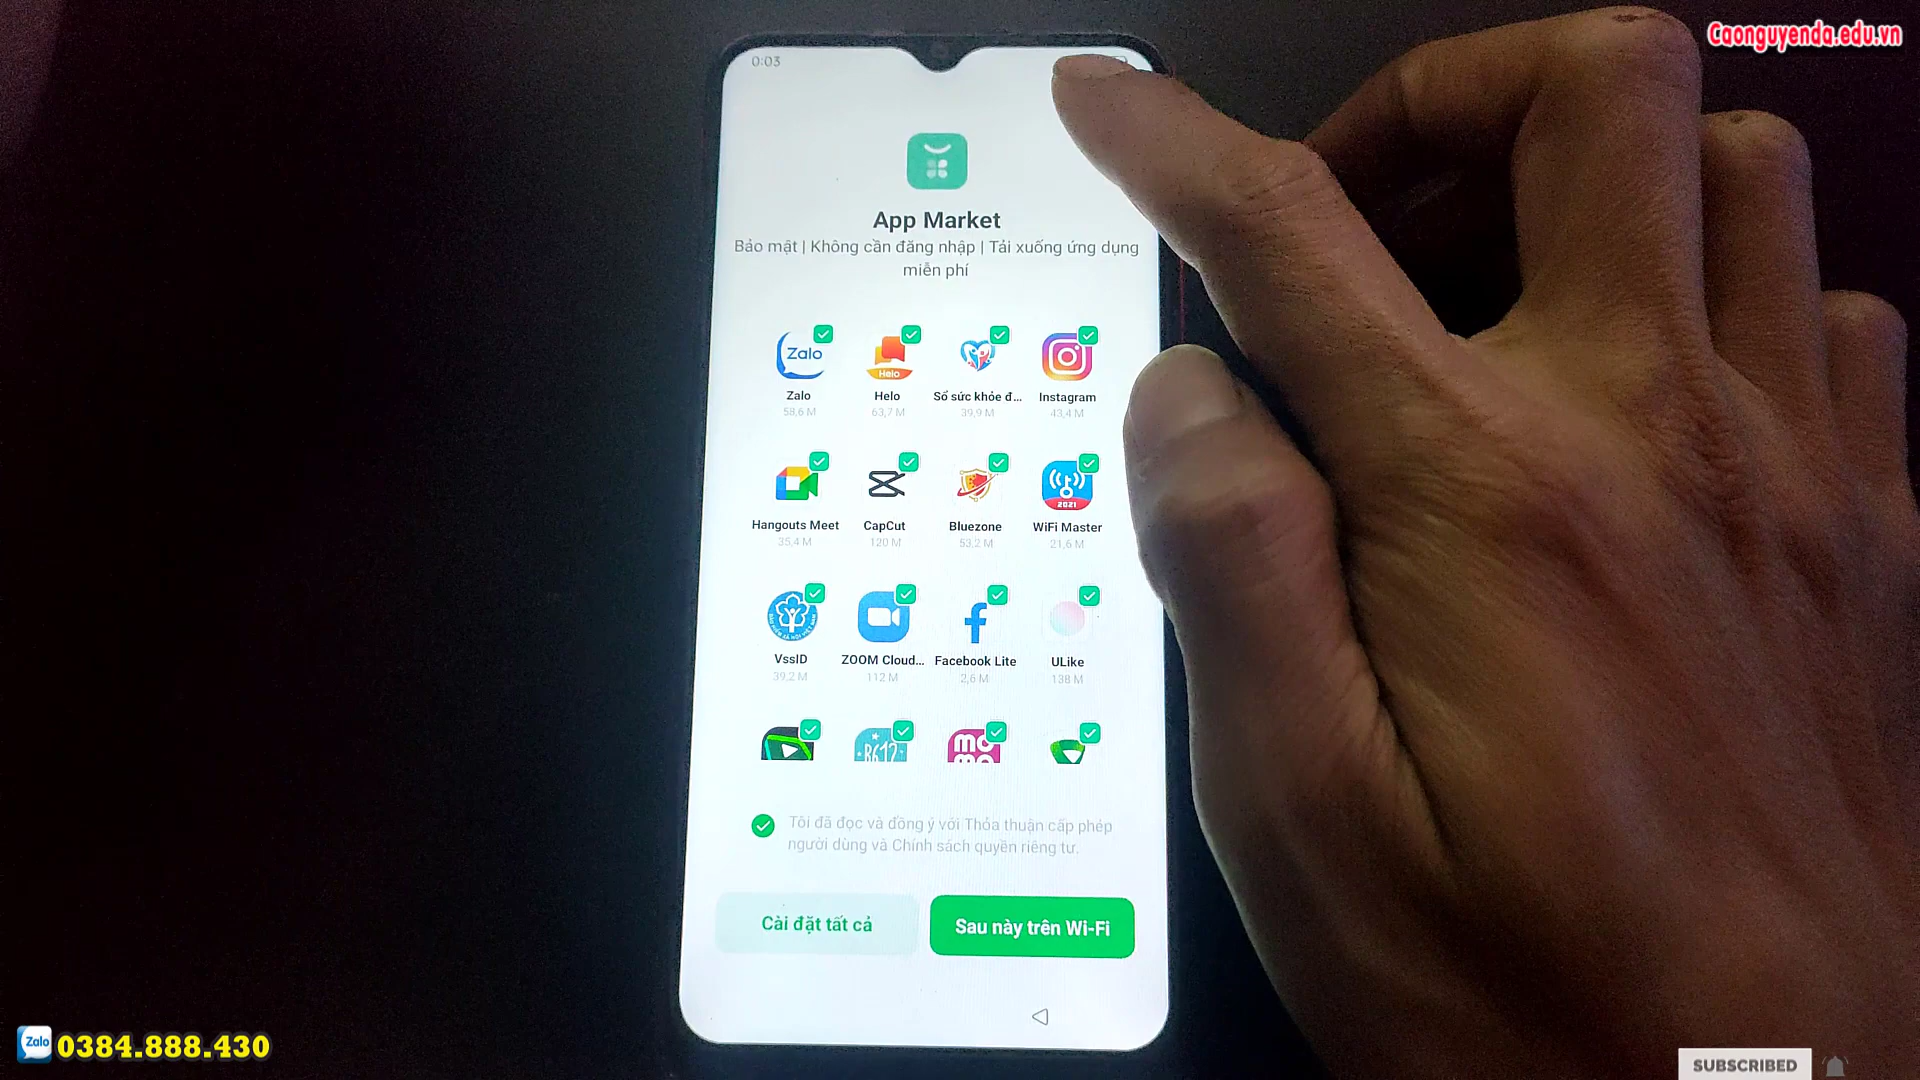 Caonguyenda.edu.vn
0:03
App Market
Bảo mật | Không cần đăng nhập | Tải xuống ứng dụng
miễn phí
Zalo
Helo
Zalo
Helo
Sổ sức khỏe đ...
Instagram
58,6 M
63,7 M
39,9 M
43,4 M
2021
Hangouts Meet
CapCut
Bluezone
WiFi Master
35,4 M
120 M
53,2 M
21,6 M
VssID
ZOOM Cloud...
Facebook Lite
ULike
39,2 M
112 M
2,6 M
138 M
B612
mo
mo
Tôi đã đọc và đồng ý với Thỏa thuận cấp phép
người dùng và Chính sách quyền riêng tư.
Cài đặt tất cả
Sau này trên Wi-Fi
Zalo
0384.888.430
SUBSCRIBED